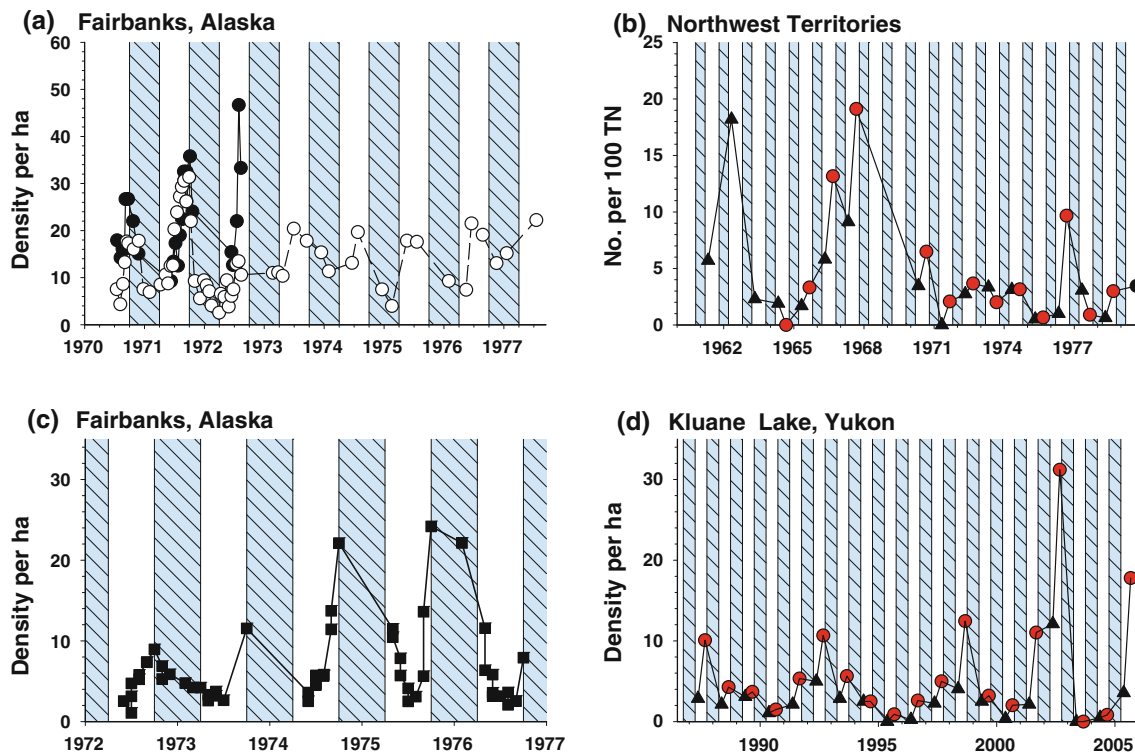 (a) Fairbanks, Alaska
60
50
40
30
20
10
0
Density per ha
1970 1971 1972 1973 1974 1975 1976 1977
(b) Northwest Territories
25
20
15
10
5
0
No. per 100 TN
1962 1965 1968 1971 1974 1977
(c) Fairbanks, Alaska
30
20
10
0
Density per ha
1972 1973 1974 1975 1976 1977
(d) Kluane Lake, Yukon
30
20
10
0
Density per ha
1990 1995 2000 2005